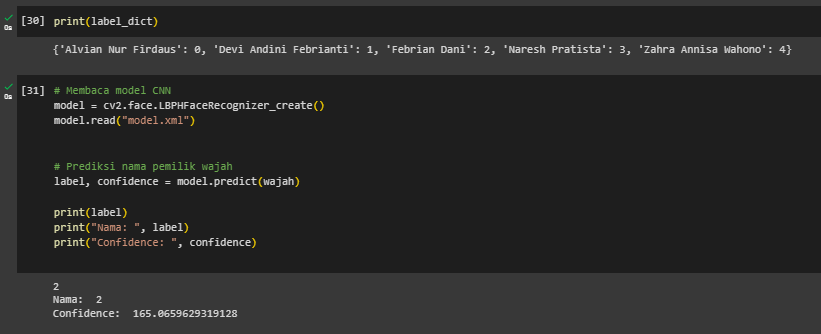 [30] print(label_dict)
0s
{'Alvian Nur Firdaus': 0, 'Devi Andini Febrianti': 1, 'Febrian Dani': 2, 'Naresh Pratista': 3, 'Zahra Annisa Wahono': 4}
[31] # Membaca model CNN
0s
model = cv2.face.LBPHFaceRecognizer_create()
model.read("model.xml")
# Prediksi nama pemilik wajah
label, confidence = model.predict(wajah)
print(label)
print("Nama: ", label)
print("Confidence: ", confidence)
2
Nama:  2
Confidence:  165.0659629319128